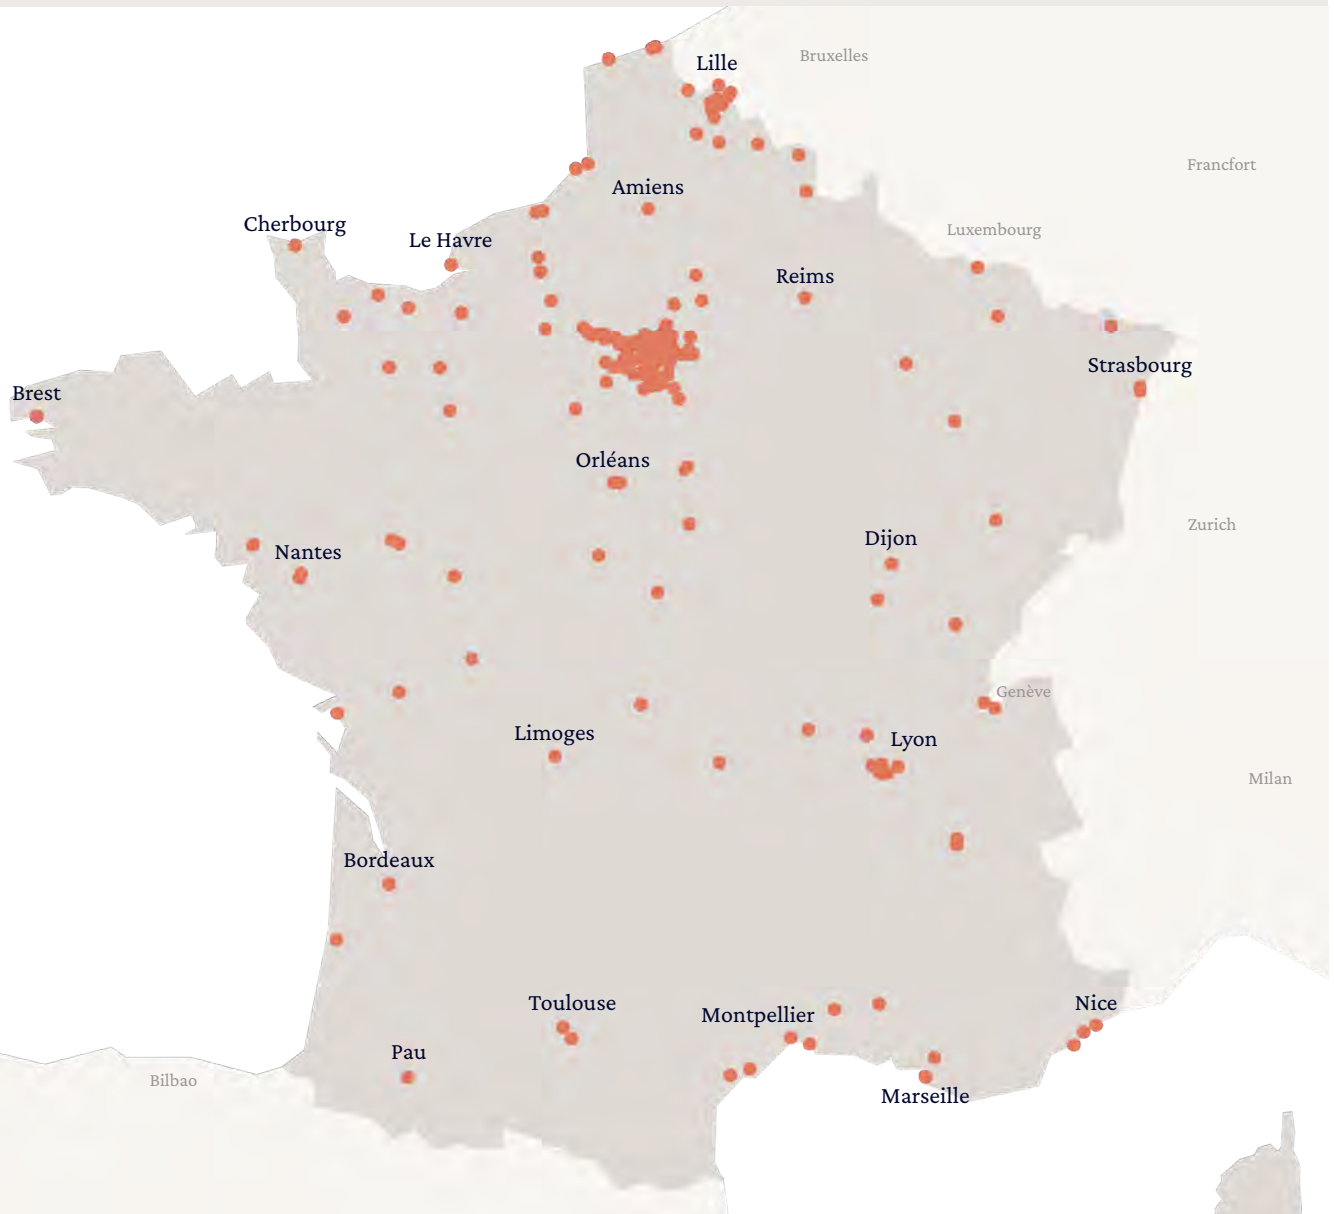 Bruxelles
Lille
Francfort
Amiens
Cherbourg
Luxembourg
Le Havre
Reims
Strasbourg
Brest
Orléans
Zurich
Dijon
Nantes
Genève
Limoges
Lyon
Milan
Bordeaux
Toulouse
Nice
Montpellier
Pau
Bilbao
Marseille